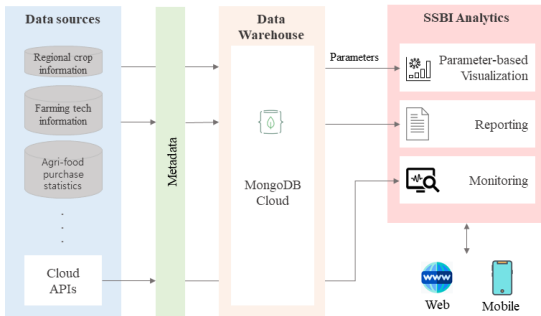 Data sources
Regional crop
information
Farming tech
information
Agri-food
purchase
statistics
.
.
.
Cloud
APIs
Metadata
Data
Warehouse
MongoDB
Cloud
Parameters
SSBI Analytics
Parameter-based
Visualization
Reporting
Monitoring
WWW
Web
Mobile